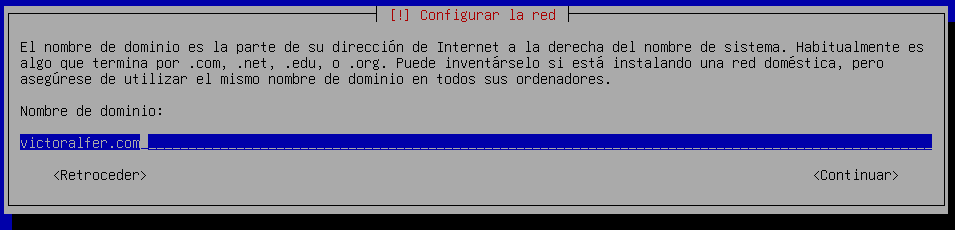 [!] Configurar la red
El nombre de dominio es la parte de su dirección de Internet a la derecha del nombre de sistema. Habitualmente es
algo que termina por .com, .net, .edu, o .org. Puede inventárselo si está instalando una red doméstica, pero
asegúrese de utilizar el mismo nombre de dominio en todos sus ordenadores.
Nombre de dominio:
victoralfer.com
<Retroceder> <Continuar>